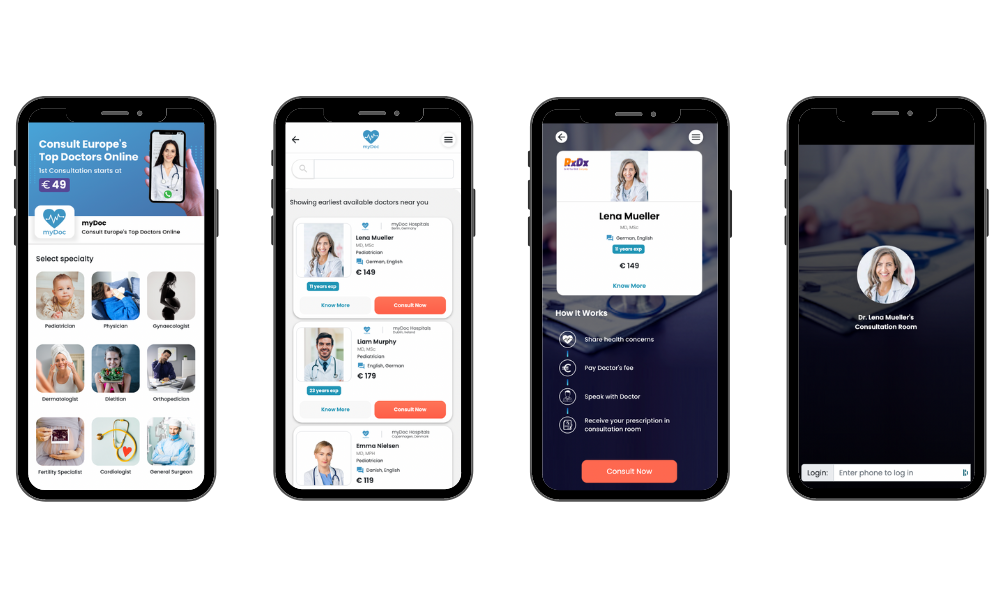 Consult Europe's
Top Doctors Online
1st Consultation starts at
€ 49
myDoc
myDoc
Consult Europe's Top Doctors Online
Select specialty
Pediatrician
Physician
Gynaecologist
Dermatologist
Dietitian
Orthopedician
Fertility Specialist
Cardiologist
General Surgeon
myDoc
Showing earliest available doctors near you
myDoc Hospitals
Berlin, Germany
Lena Mueller
MD, MSc
Pediatrician
German, English
€ 149
11 years exp
Know More
Consult Now
myDoc Hospitals
Dublin, Ireland
Liam Murphy
MD, MSc
Pediatrician
English, German
€ 179
23 years exp
Know More
Consult Now
myDoc Hospitals
Copenhagen, Denmark
Emma Nielsen
MD, MPH
Pediatrician
Danish, English
€ 119
RxDx
Lena Mueller
MD, MSc
German, English
11 years exp
€ 149
Know More
How It Works
Share health concerns
Pay Doctor's fee
Speak with Doctor
Receive your prescription in
consultation room
Consult Now
Dr. Lena Mueller's
Consultation Room
Login:
Enter phone to log in